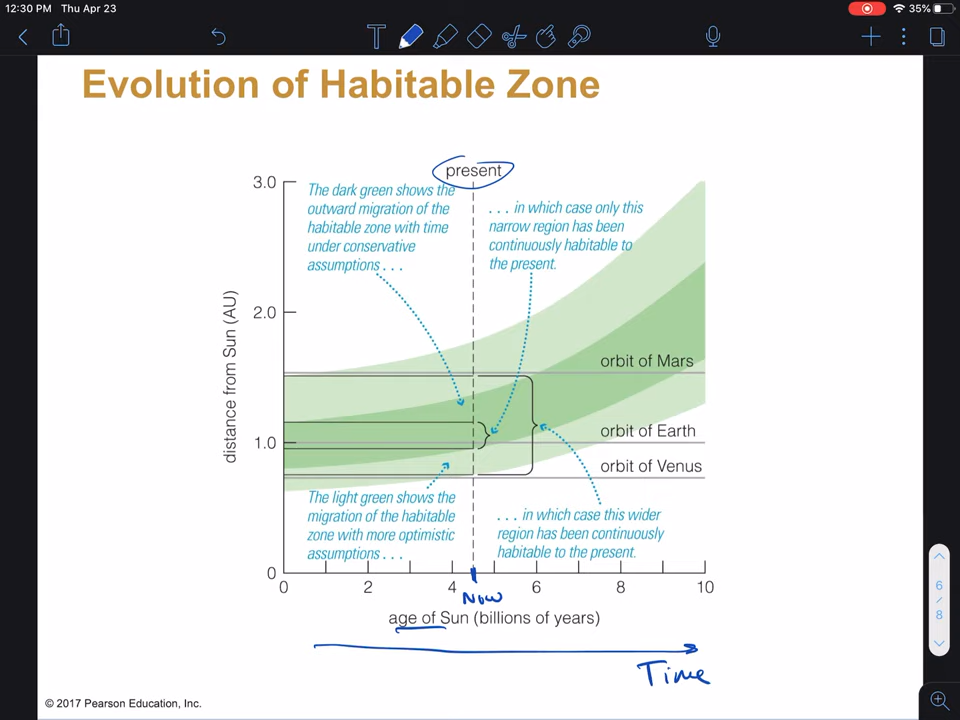 12:30 PM Thu Apr 23
35%
Evolution of Habitable Zone
present
3.0
The dark green shows the
outward migration of the
habitable zone with time
under conservative
assumptions . . .
. . . in which case only this
narrow region has been
continuously habitable to
the present.
2.0
distance from Sun (AU)
orbit of Mars
1.0
orbit of Earth
orbit of Venus
The light green shows the
migration of the habitable
zone with more optimistic
assumptions . . .
. . . in which case this wider
region has been continuously
habitable to the present.
0
0 2 4 6 8 10
Now
age of Sun (billions of years)
Time
6
/
8
© 2017 Pearson Education, Inc.